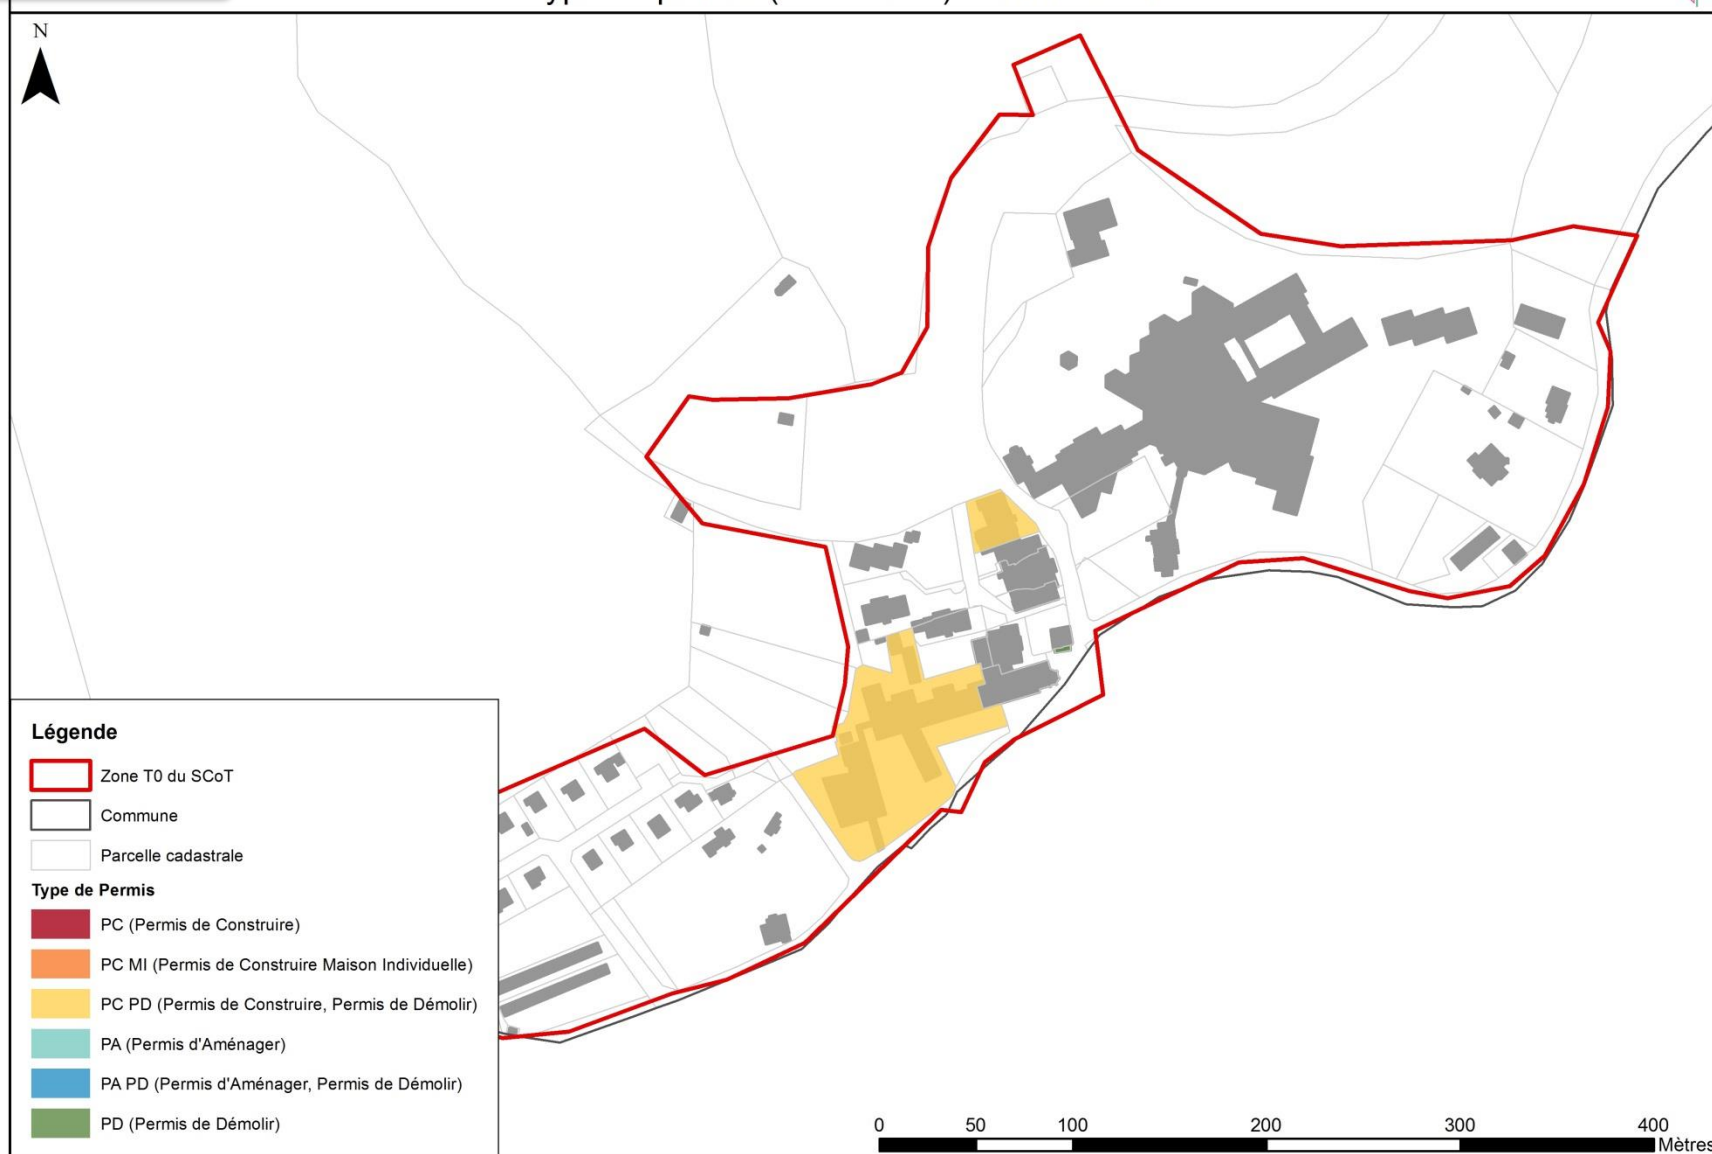 N
Légende
Zone T0 du SCoT
Commune
Parcelle cadastrale
Type de Permis
PC (Permis de Construire)
PC MI (Permis de Construire Maison Individuelle)
PC PD (Permis de Construire, Permis de Démolir)
PA (Permis d'Aménager)
PA PD (Permis d'Aménager, Permis de Démolir)
PD (Permis de Démolir)
0 50 100 200 300 400
Mètres